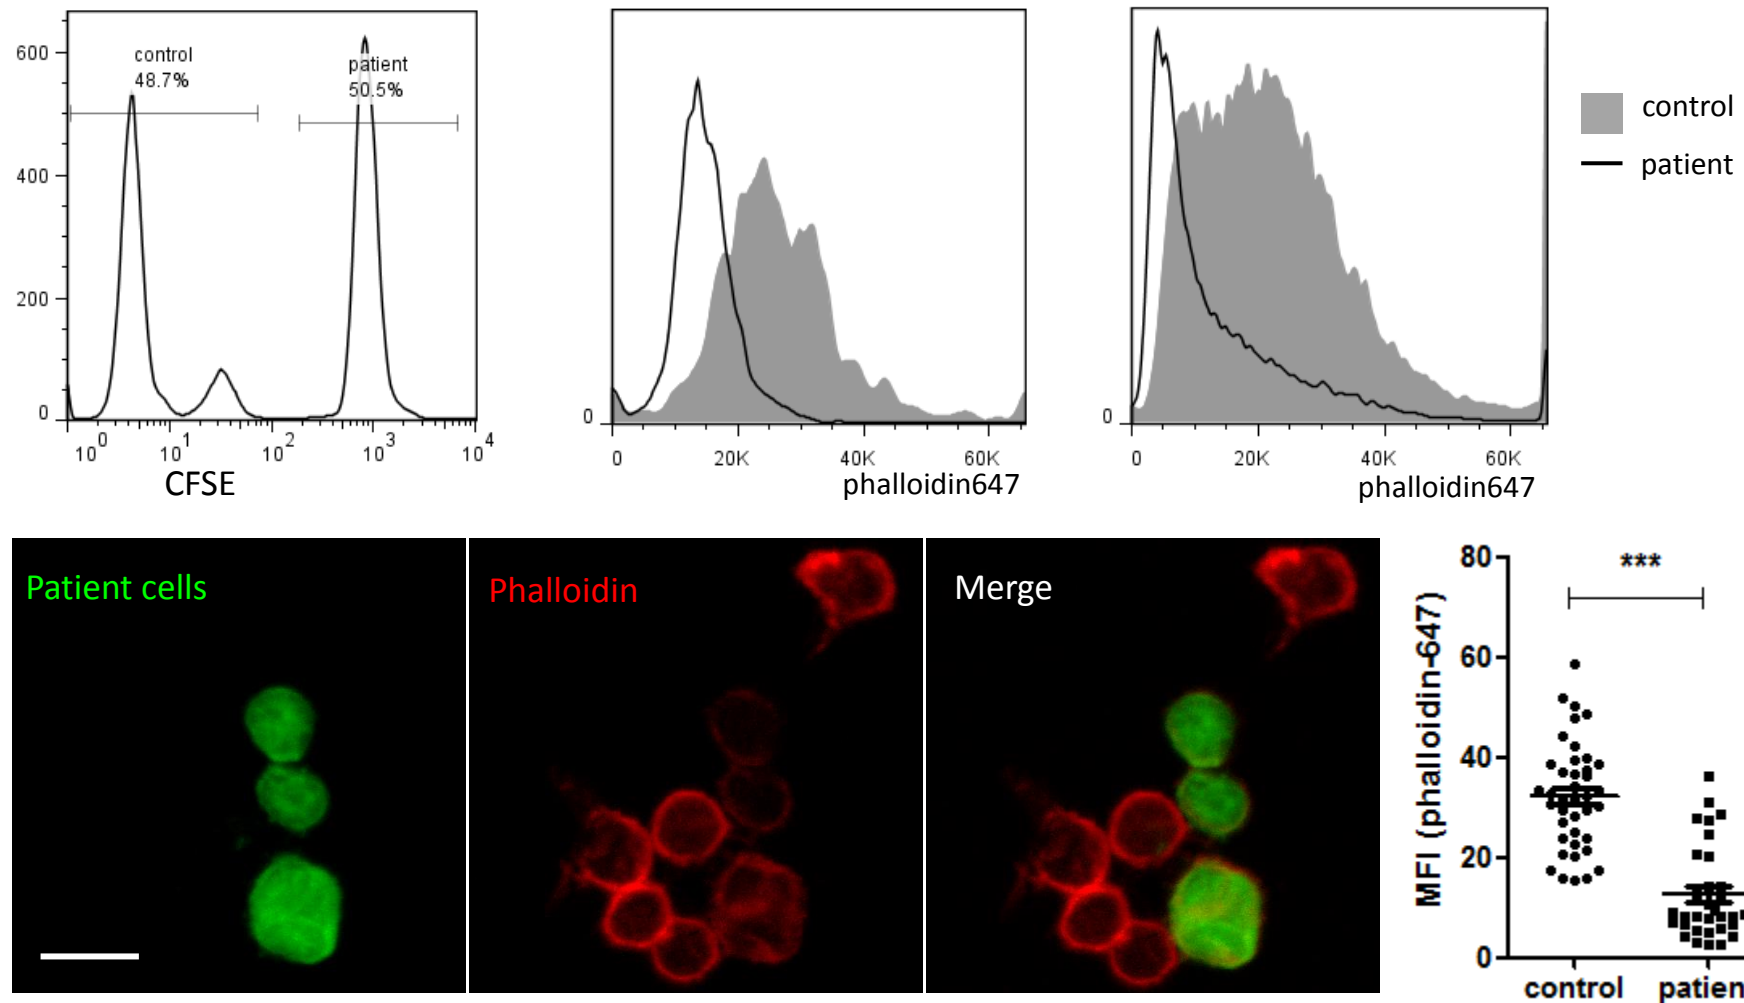 600
400
200
0
control
48.7%
patient
50.5%
10^0 10^1 10^2 10^3 10^4
CFSE
0
0 20K 40K 60K
phalloidin647
0
0 20K 40K 60K
phalloidin647
control
patient
Patient cells
Phalloidin
Merge
MFI (phalloidin-647)
80
60
40
20
0
***
control patien